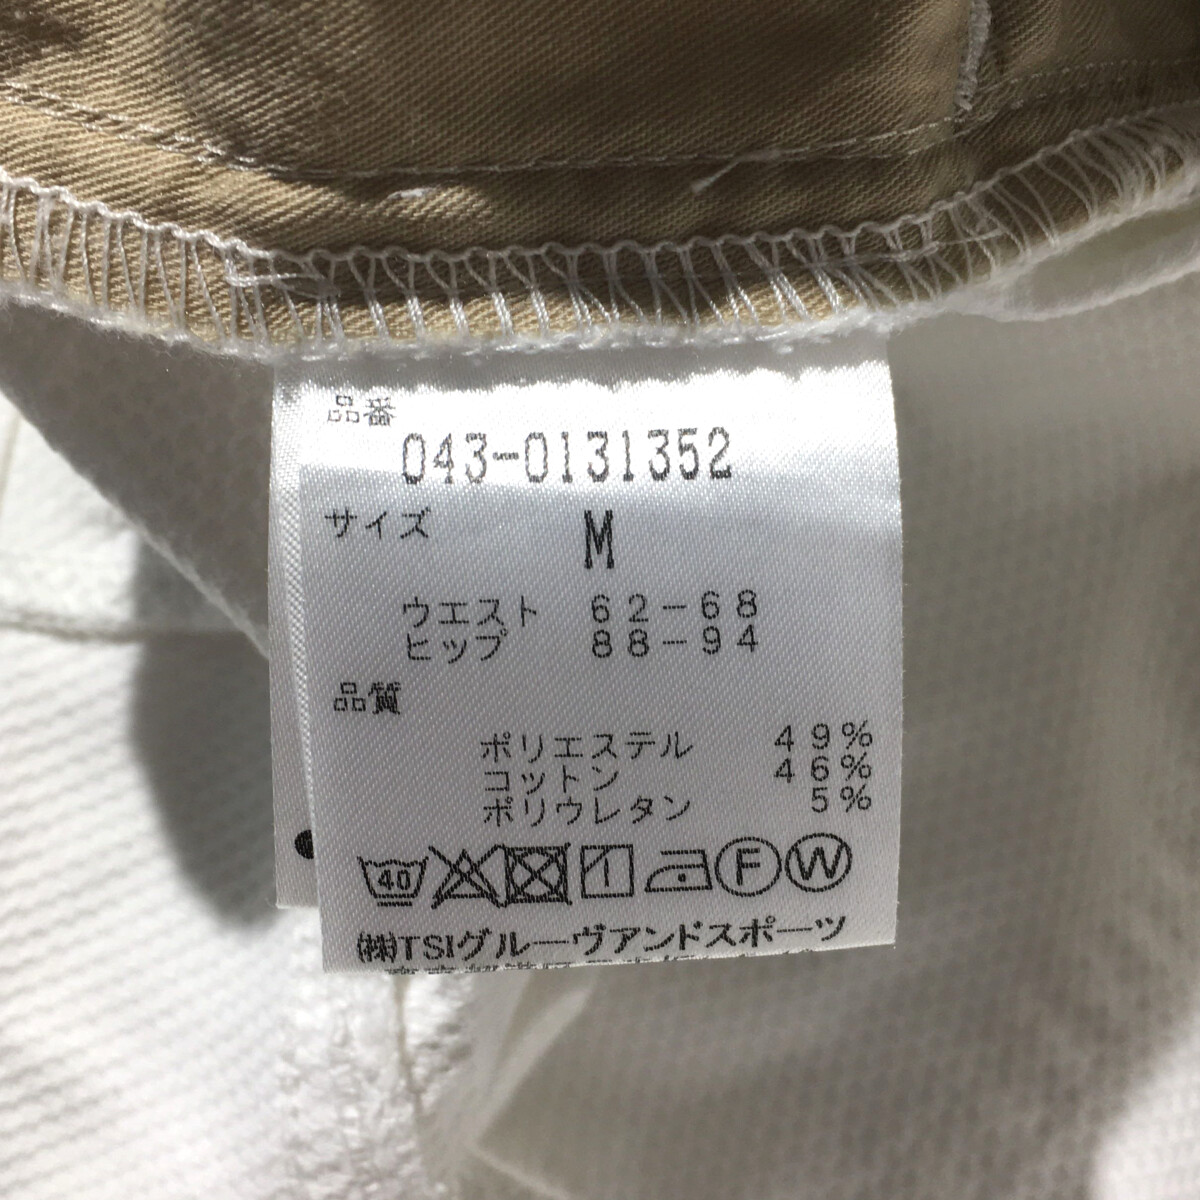 品番
043-0131352
サイズ M
ウエスト 62-68
ヒップ 88-94
品質
ポリエステル 49%
コットン 46%
ポリウレタン 5%
40 F W
㈱TSIグルーヴアンドスポーツ